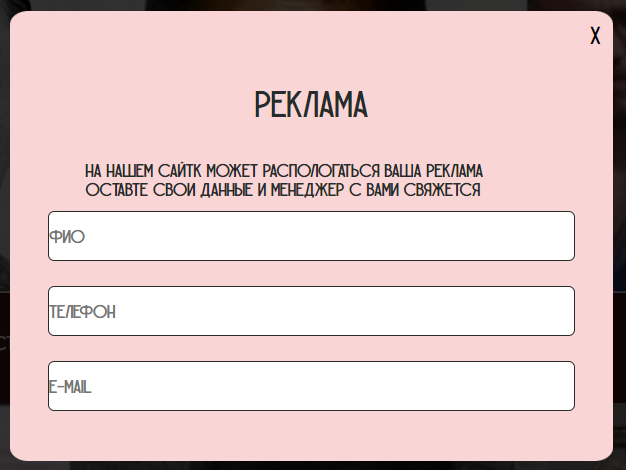 X
РЕКЛАМА
НА НАШЕМ САЙТК МОЖЕТ РАСПОЛОГАТЬСЯ ВАША РЕКЛАМА
ОСТАВТЕ СВОИ ДАННЫЕ И МЕНЕДЖЕР С ВАМИ СВЯЖЕТСЯ
ФИО
ТЕЛЕФОН
E-MAIL